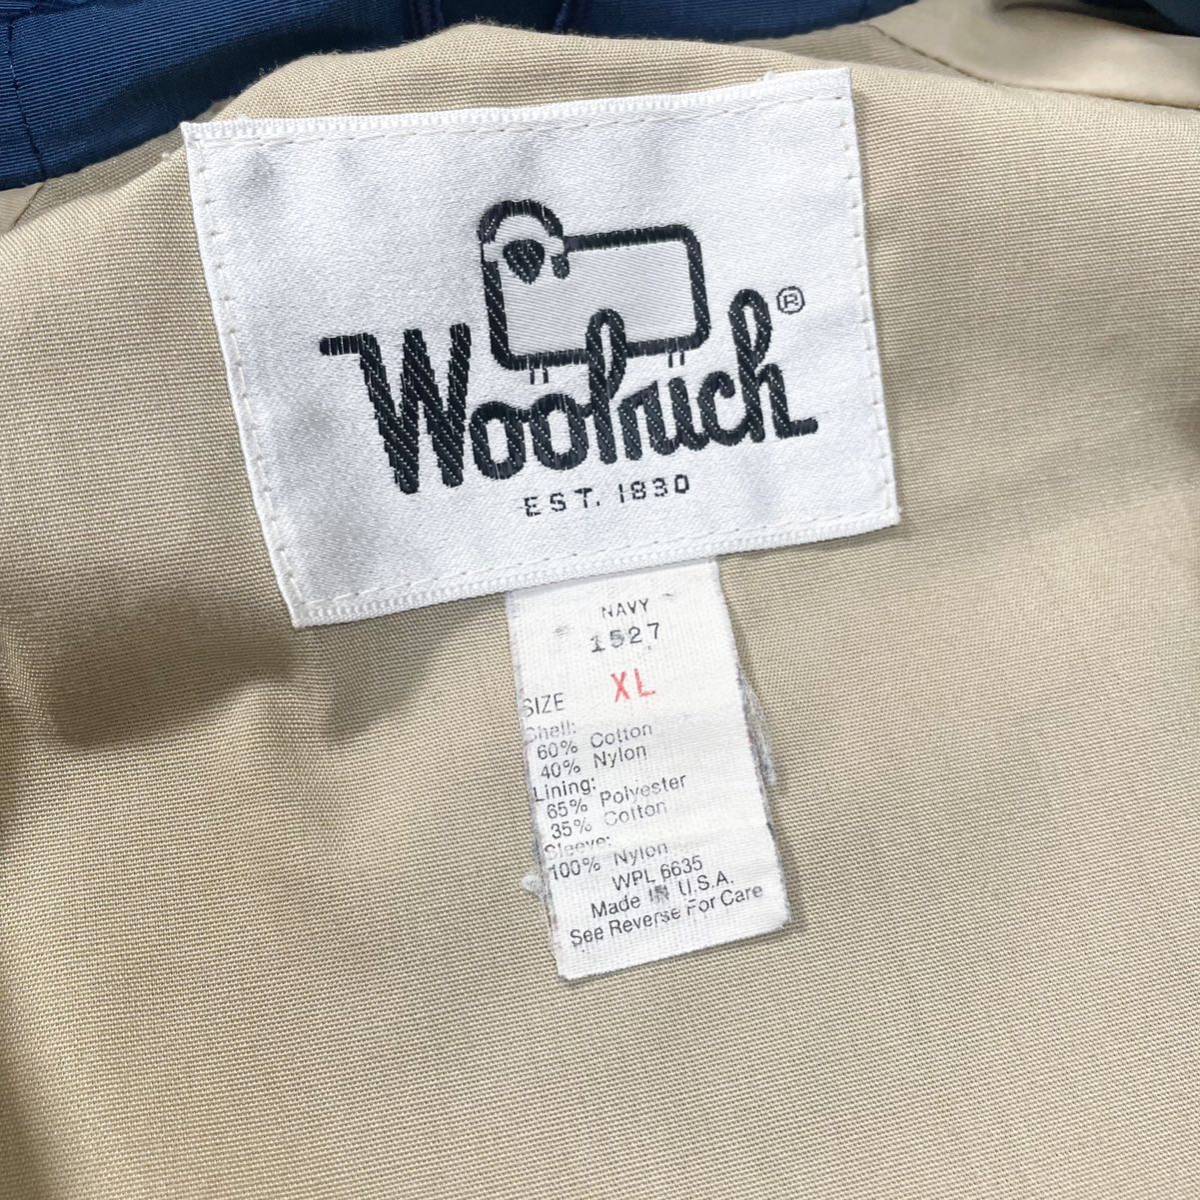 Woolrich®
EST. 1830
NAVY
1527
SIZE XL
Shell:
60% Cotton
40% Nylon
Lining:
65% Polyester
35% Cotton
Sleeve:
100% Nylon
WPL 6635
Made IN U.S.A.
See Reverse For Care